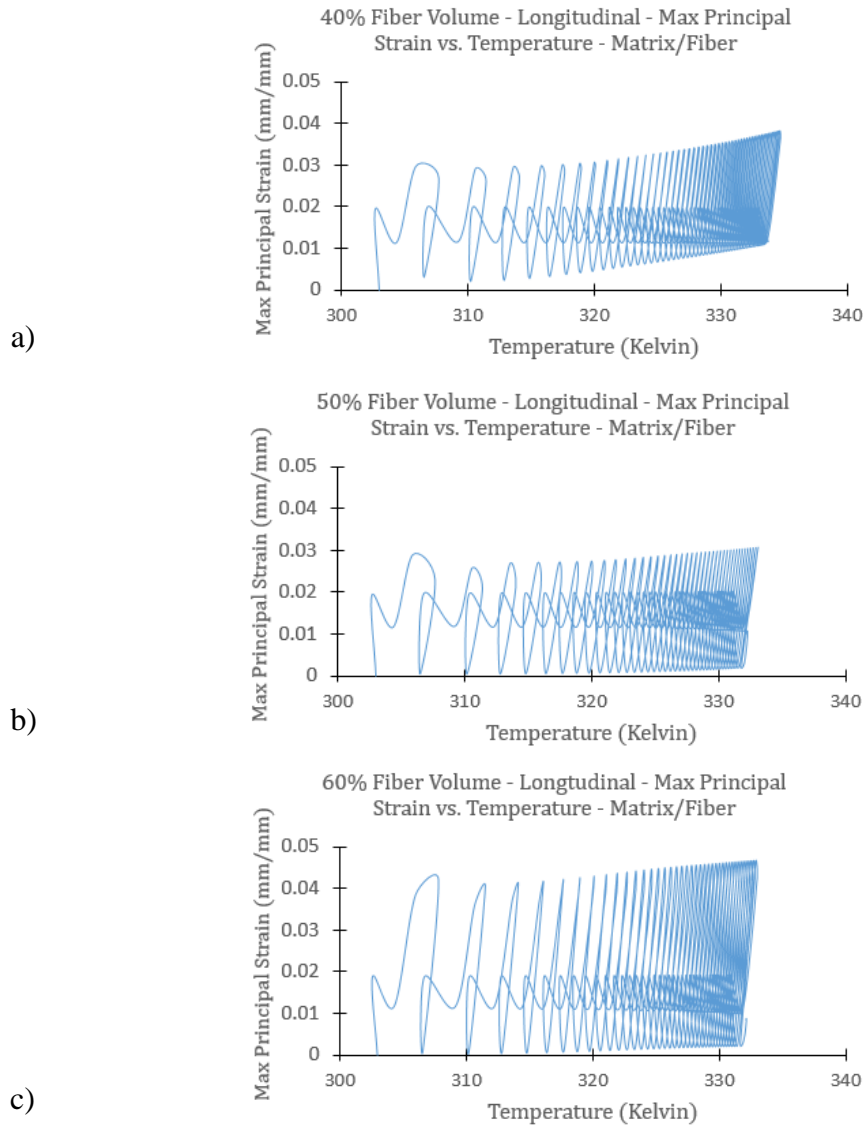 40% Fiber Volume - Longitudinal - Max Principal
Strain vs. Temperature - Matrix/Fiber
Max Principal Strain (mm/mm)
0.05
0.04
0.03
0.02
0.01
0
300
310
320
330
340
Temperature (Kelvin)
a)
50% Fiber Volume - Longitudinal - Max Principal
Strain vs. Temperature - Matrix/Fiber
Max Principal Strain (mm/mm)
0.05
0.04
0.03
0.02
0.01
0
300
310
320
330
340
Temperature (Kelvin)
b)
60% Fiber Volume - Longtudinal - Max Principal
Strain vs. Temperature - Matrix/Fiber
Max Principal Strain (mm/mm)
0.05
0.04
0.03
0.02
0.01
0
300
310
320
330
340
Temperature (Kelvin)
c)